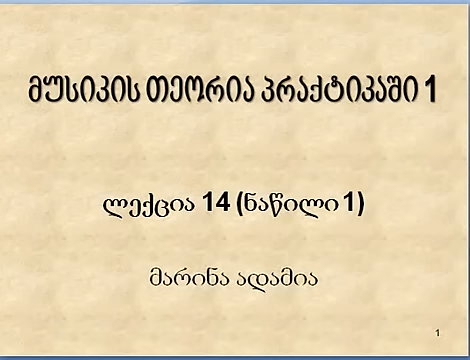 მუსიკის თეორია პრაქტიკაში 1
ლექცია 14 (ნაწილი 1)
მარინა ადამია
1